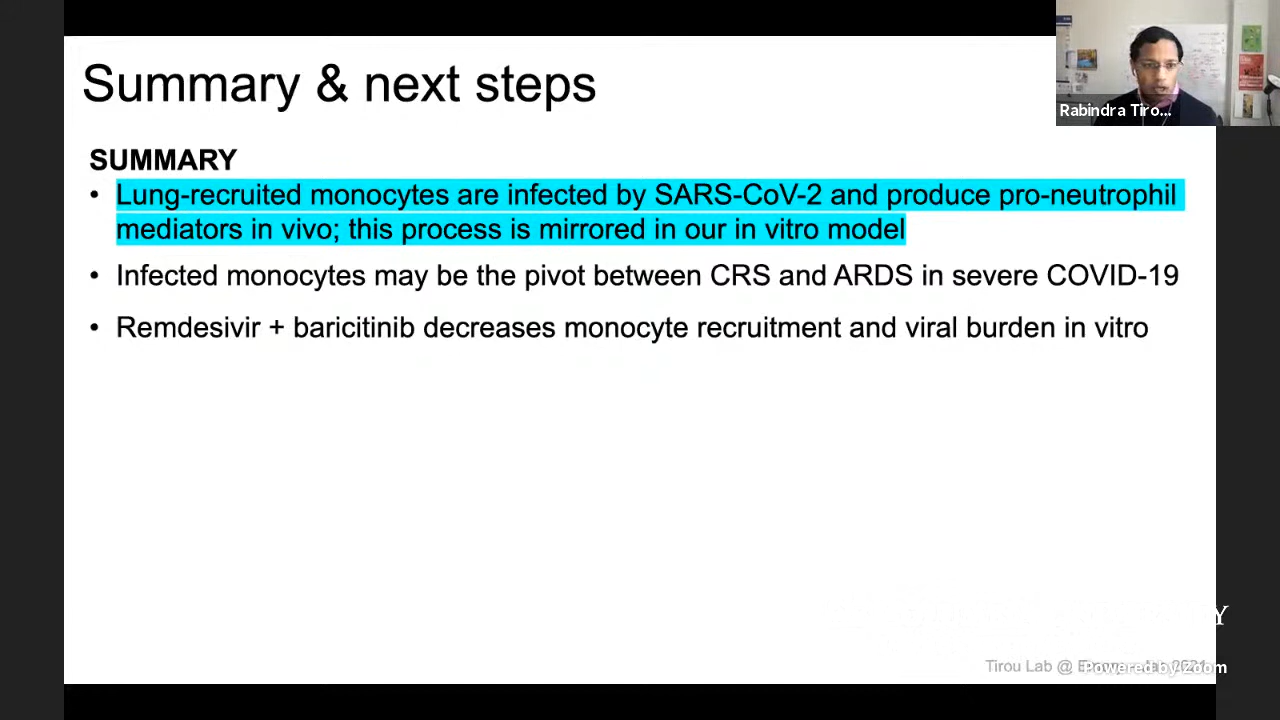 Summary & next steps
Rabindra Tiro...
SUMMARY
• Lung-recruited monocytes are infected by SARS-CoV-2 and produce pro-neutrophil
mediators in vivo; this process is mirrored in our in vitro model
• Infected monocytes may be the pivot between CRS and ARDS in severe COVID-19
• Remdesivir + baricitinib decreases monocyte recruitment and viral burden in vitro
Y
Tirou Lab @
Powered by Zoom